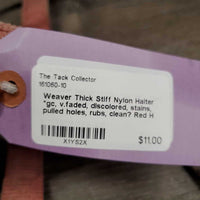 The Tack Collector
161060-10
Weaver Thick Stiff Nylon Halter
*gc, v.faded, discolored, stains,
pulled holes, rubs, clean? Red H
X1YS2X
$11.00